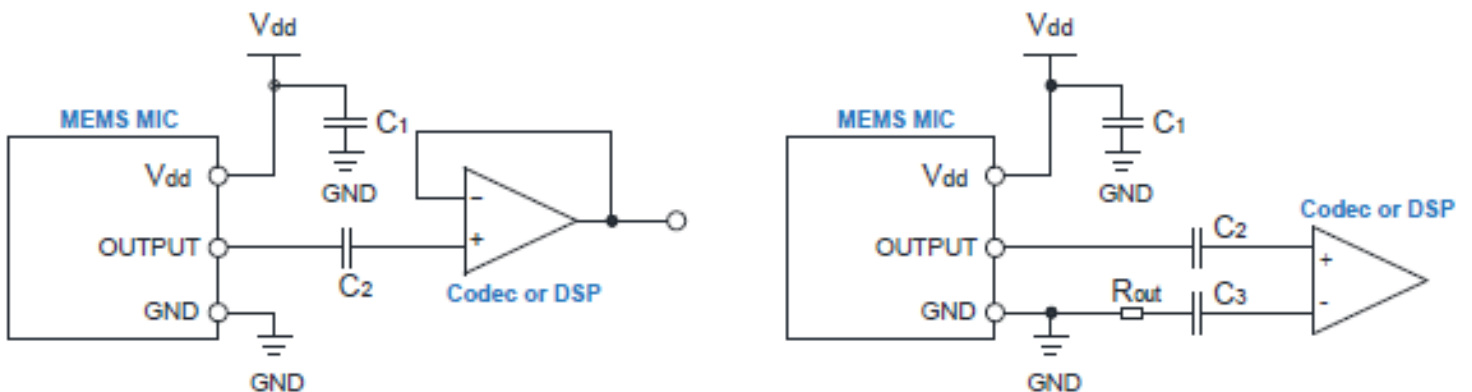 Vdd
MEMS MIC
C1
Vdd
GND
−
OUTPUT
+
C2
Codec or DSP
GND
GND
Vdd
MEMS MIC
C1
Vdd
GND
Codec or DSP
OUTPUT
C2
+
Rout
C3
-
GND
GND